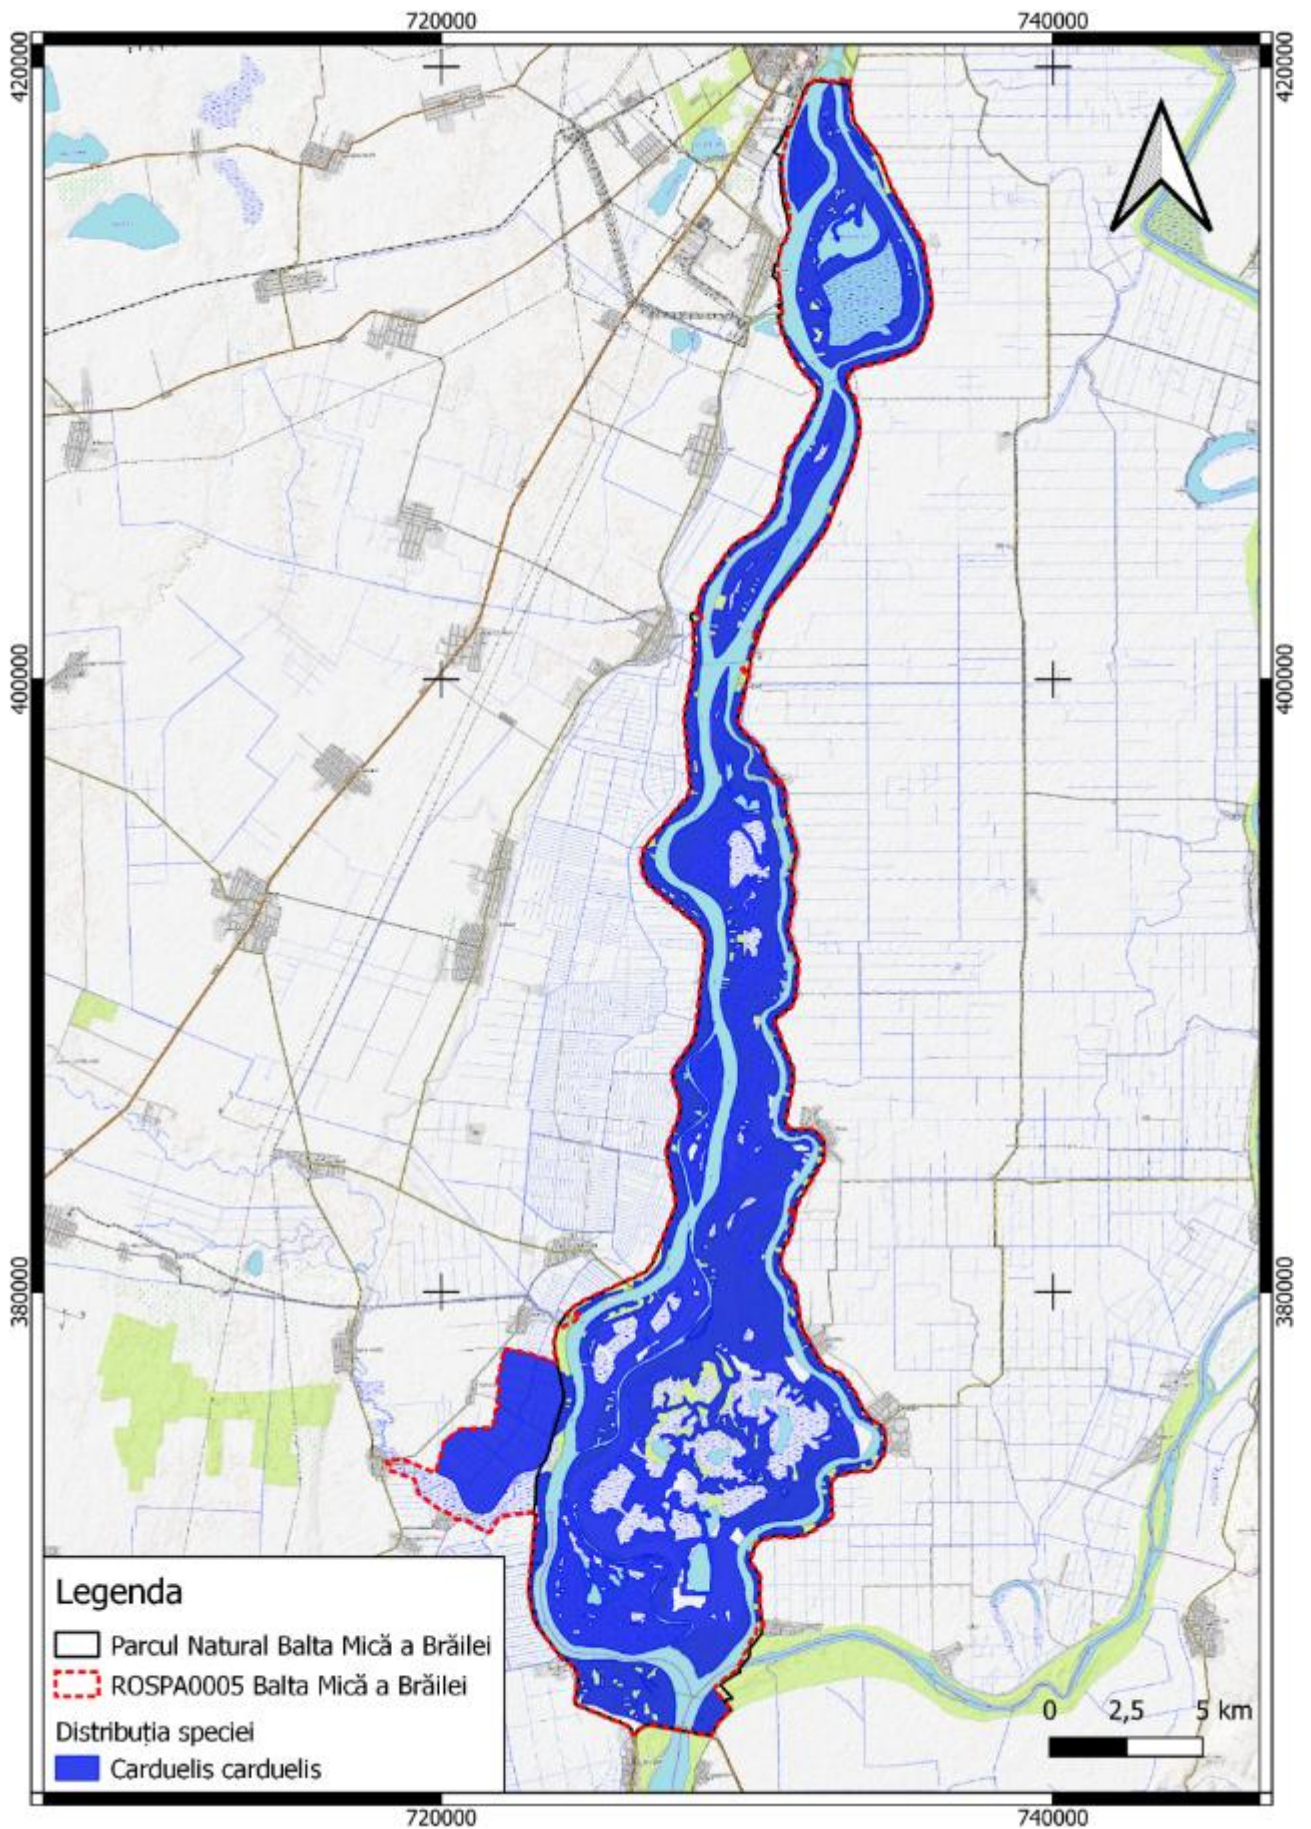 720000 740000
420000 420000
400000 400000
380000 380000
Legenda
Parcul Natural Balta Mică a Brăilei
ROSPA0005 Balta Mică a Brăilei
Distribuția speciei
Carduelis carduelis
0 2,5 5 km
720000 740000